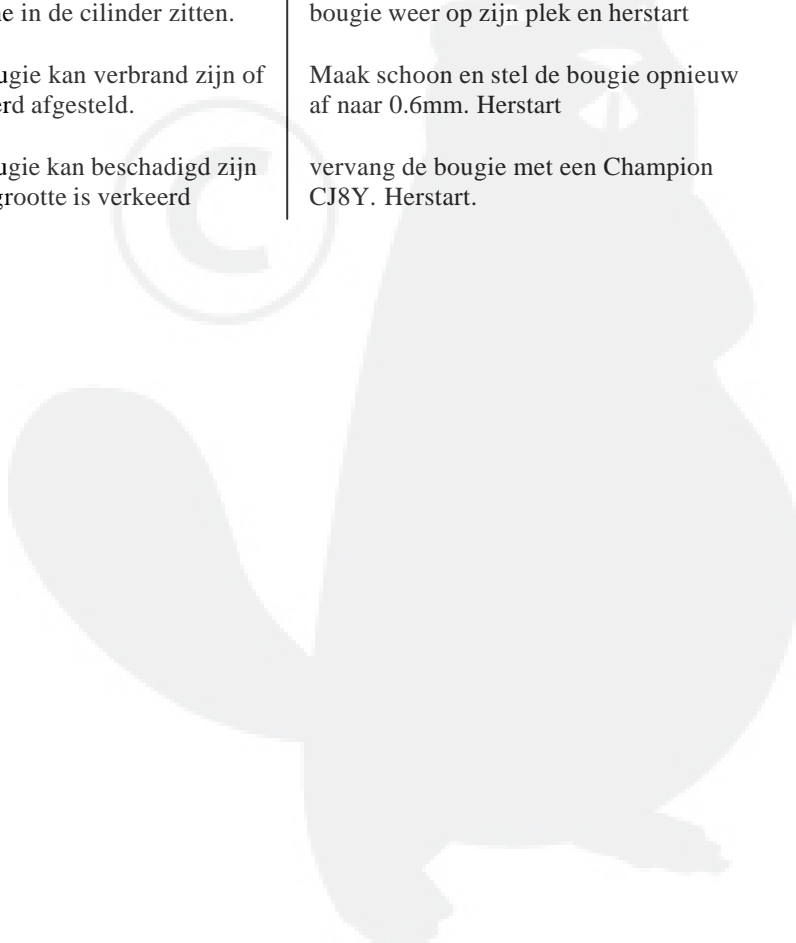 in de cilinder zitten.
bougie weer op zijn plek en herstart
kan verbrand zijn of
afgesteld.
Maak schoon en stel de bougie opnieuw
af naar 0.6mm. Herstart
kan beschadigd zijn
is verkeerd
vervang de bougie met een Champion
CJ8Y. Herstart.
©